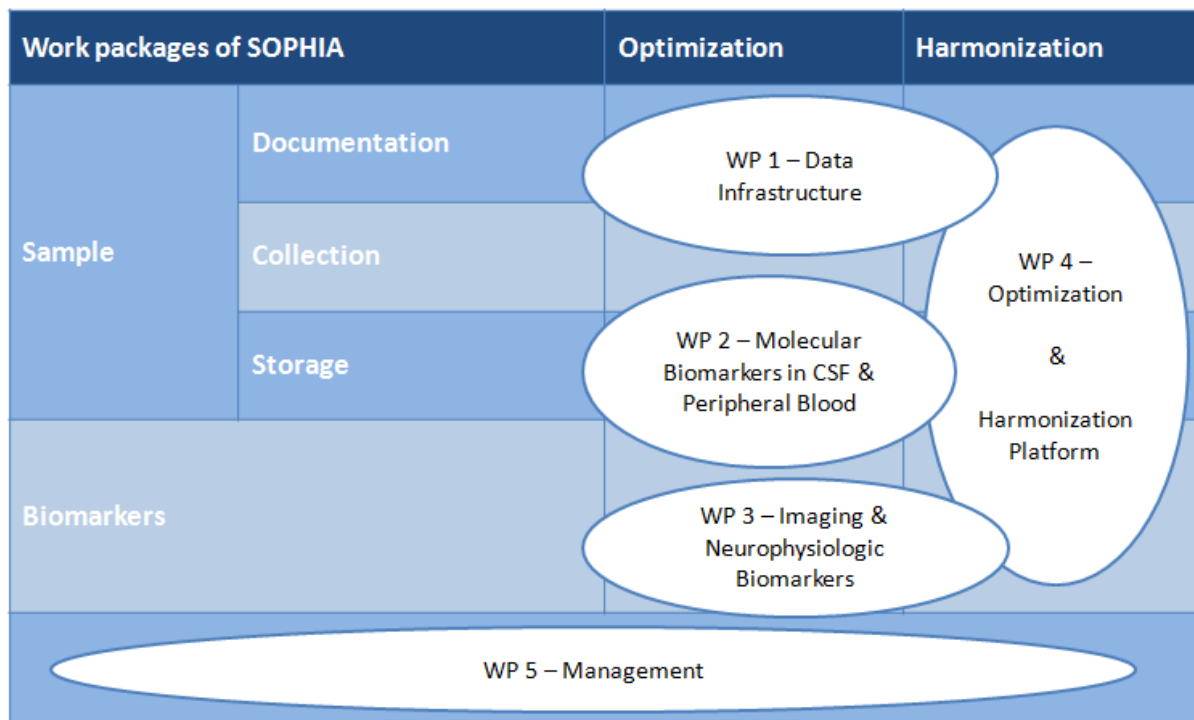 Work packages of SOPHIA
Optimization
Harmonization
Sample
Documentation
Collection
Storage
Biomarkers
WP 1 – Data
Infrastructure
WP 2 – Molecular
Biomarkers in CSF &
Peripheral Blood
WP 3 – Imaging &
Neurophysiologic
Biomarkers
WP 4 –
Optimization
&
Harmonization
Platform
WP 5 – Management